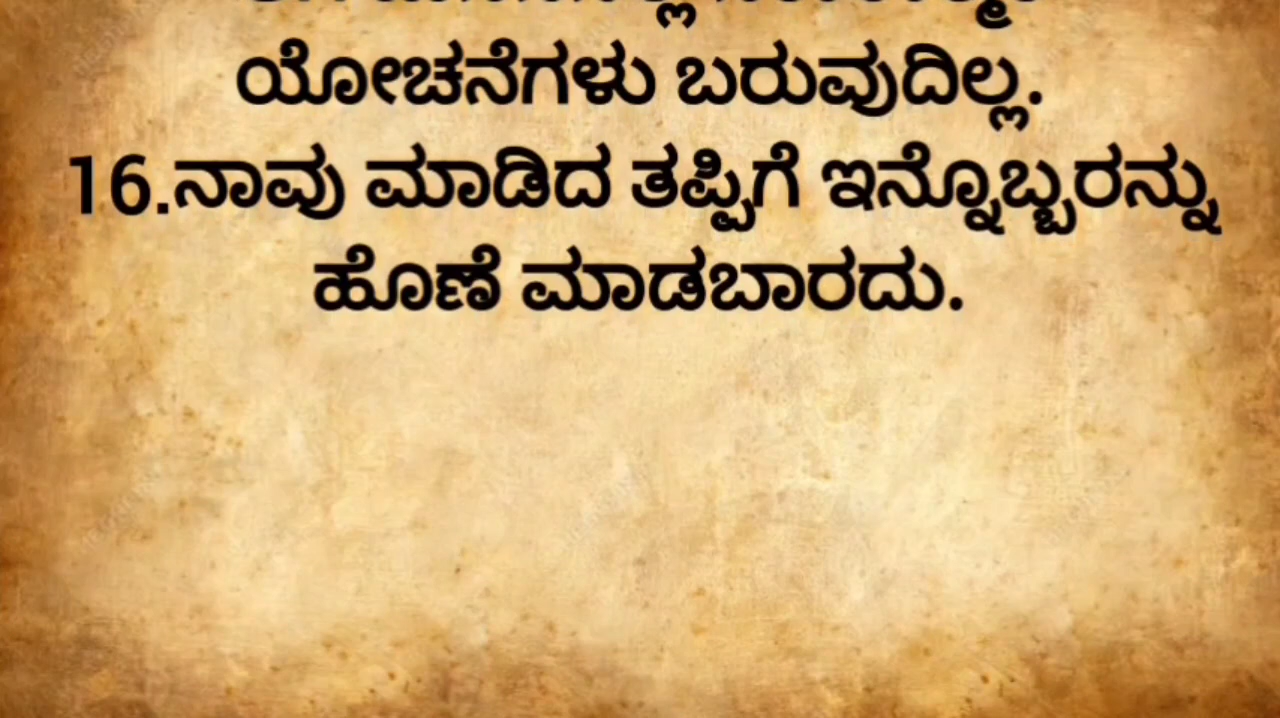 ಯೋಚನೆಗಳು ಬರುವುದಿಲ್ಲ.
16.ನಾವು ಮಾಡಿದ ತಪ್ಪಿಗೆ ಇನ್ನೊಬ್ಬರನ್ನು
ಹೊಣೆ ಮಾಡಬಾರದು.